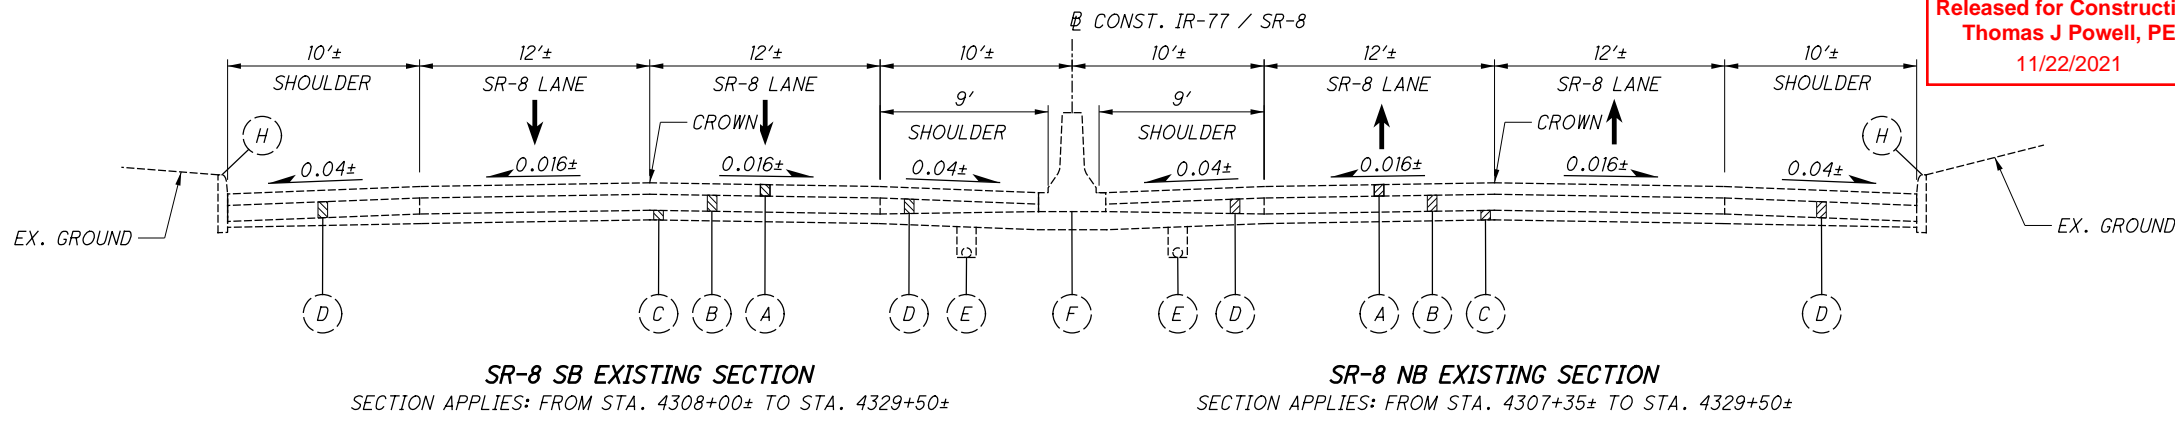 ℄ CONST. IR-77 / SR-8
Released for Constructi
Thomas J Powell, PE
11/22/2021
10'± 12'± 12'± 10'± 10'± 12'± 12'± 10'±
SHOULDER SR-8 LANE SR-8 LANE SR-8 LANE SR-8 LANE SHOULDER
9' 9'
SHOULDER SHOULDER
CROWN CROWN
H H
0.04± 0.016± 0.016± 0.04± 0.04± 0.016± 0.016± 0.04±
EX. GROUND EX. GROUND
D C B A D E F E D A B C D
SR-8 SB EXISTING SECTION SR-8 NB EXISTING SECTION
SECTION APPLIES: FROM STA. 4308+00± TO STA. 4329+50± SECTION APPLIES: FROM STA. 4307+35± TO STA. 4329+50±